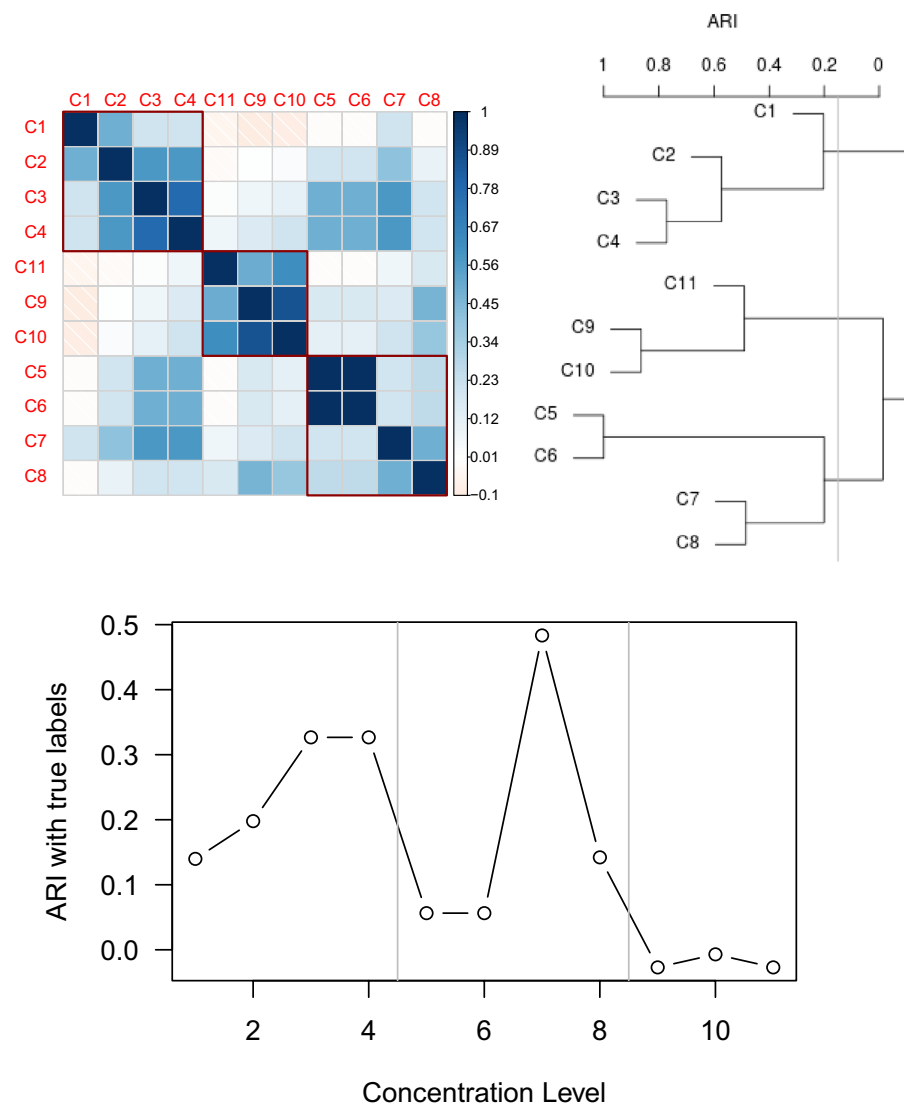 ARI
1 0.8 0.6 0.4 0.2 0
C1 C2 C3 C4 C11 C9 C10 C5 C6 C7 C8
C1
C2
C3
C4
C11
C9
C10
C5
C6
C7
C8
1
0.89
0.78
0.67
0.56
0.45
0.34
0.23
0.12
0.01
−0.1
C1
C2
C3
C4
C11
C9
C10
C5
C6
C7
C8
ARI with true labels
0.5
0.4
0.3
0.2
0.1
0.0
2 4 6 8 10
Concentration Level